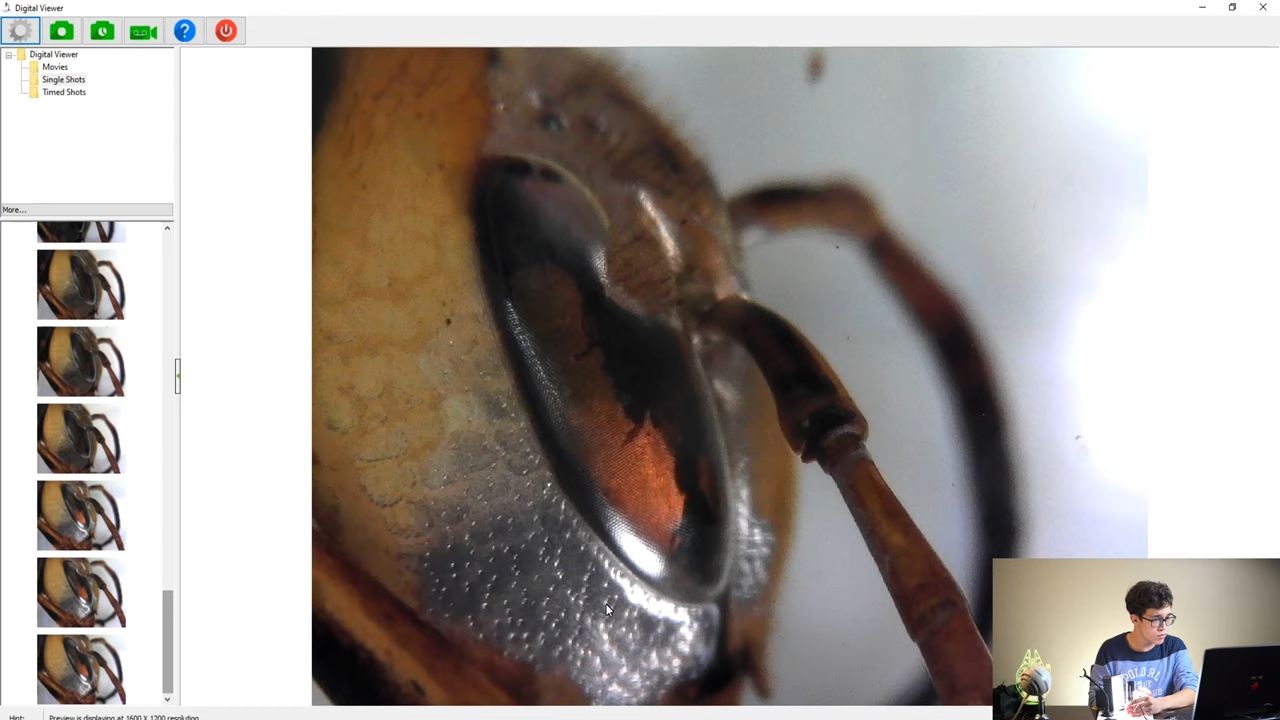 Digital Viewer
?
Digital Viewer
Movies
Single Shots
Timed Shots
More...
Hint: Preview is displaying at 1600 X 1200 resolution